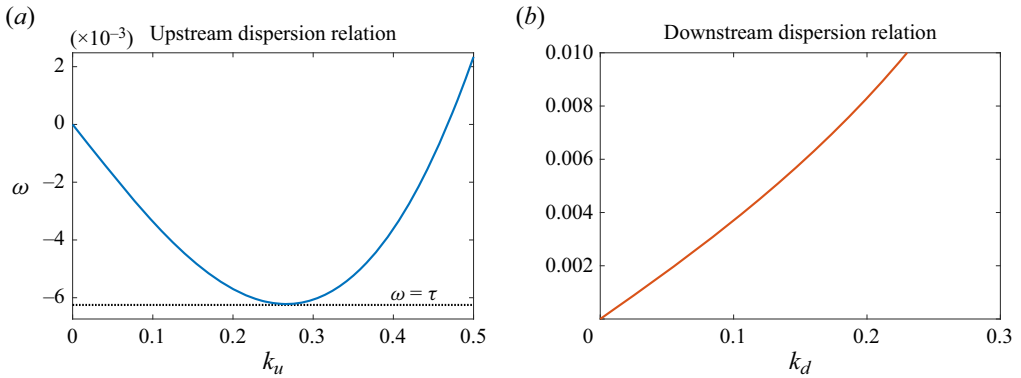 (a)
(×10⁻³)
Upstream dispersion relation
2
0
−2
−4
−6
ω
ω = τ
0
0.1
0.2
0.3
0.4
0.5
k_u
(b)
Downstream dispersion relation
0.010
0.008
0.006
0.004
0.002
0
0.1
0.2
0.3
k_d